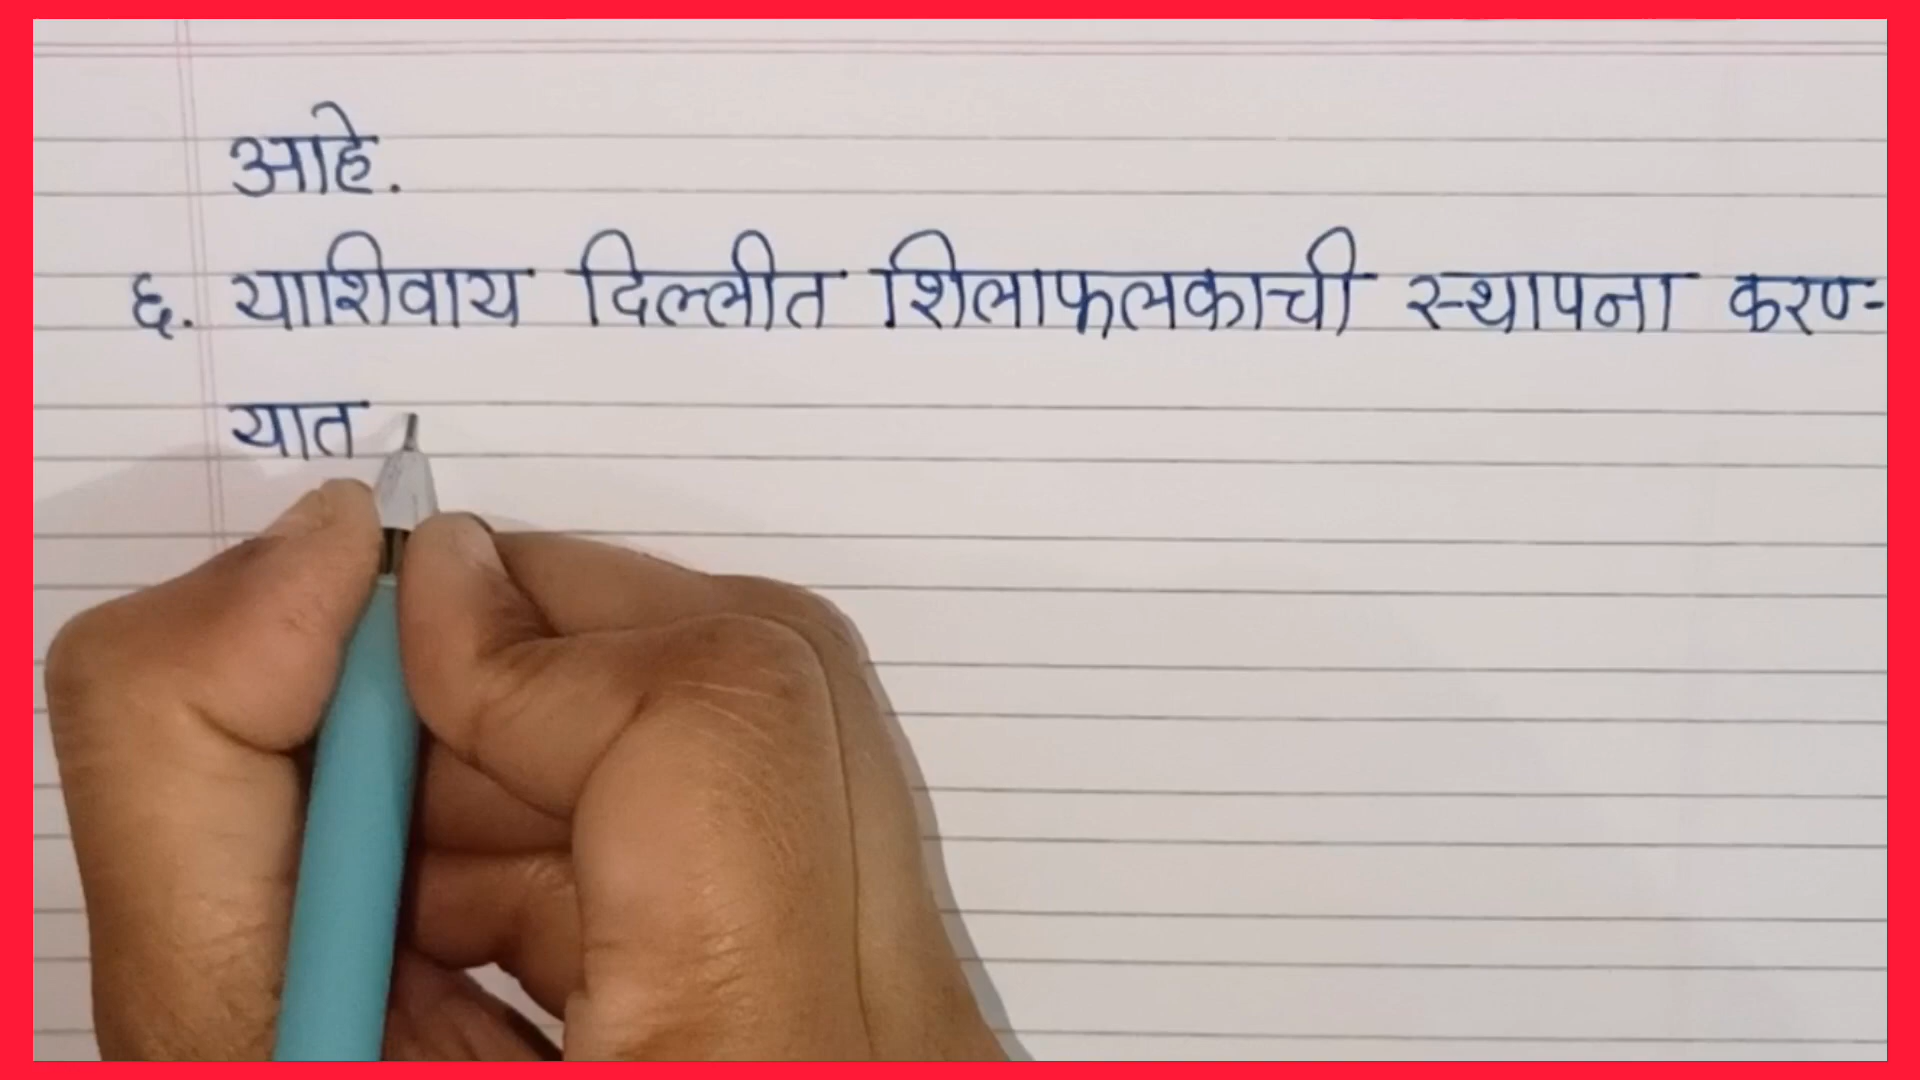 आहे.
६. याशिवाय दिल्लीत शिलाफलकाची स्थापना करण-
यात